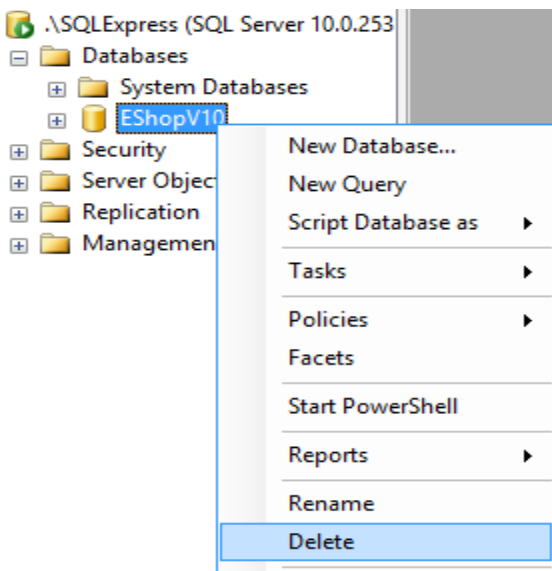 .\SQLExpress (SQL Server 10.0.253
Databases
System Databases
EShopV10
Security
Server Objec
Replication
Managemen
New Database...
New Query
Script Database as
Tasks
Policies
Facets
Start PowerShell
Reports
Rename
Delete